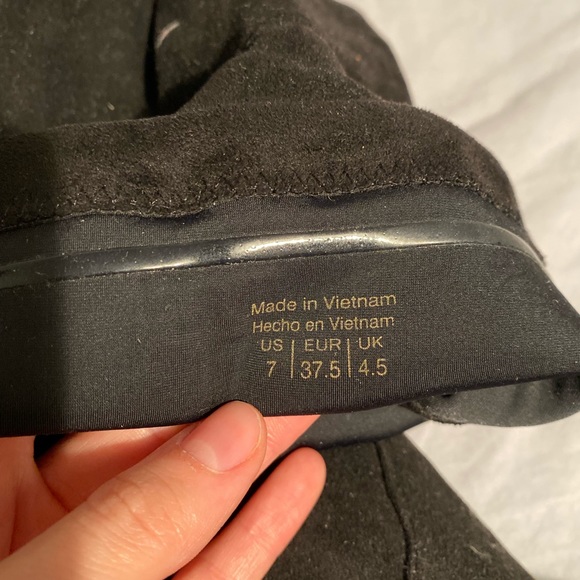 Made in Vietnam
Hecho en Vietnam
US | EUR | UK
7 | 37.5 | 4.5